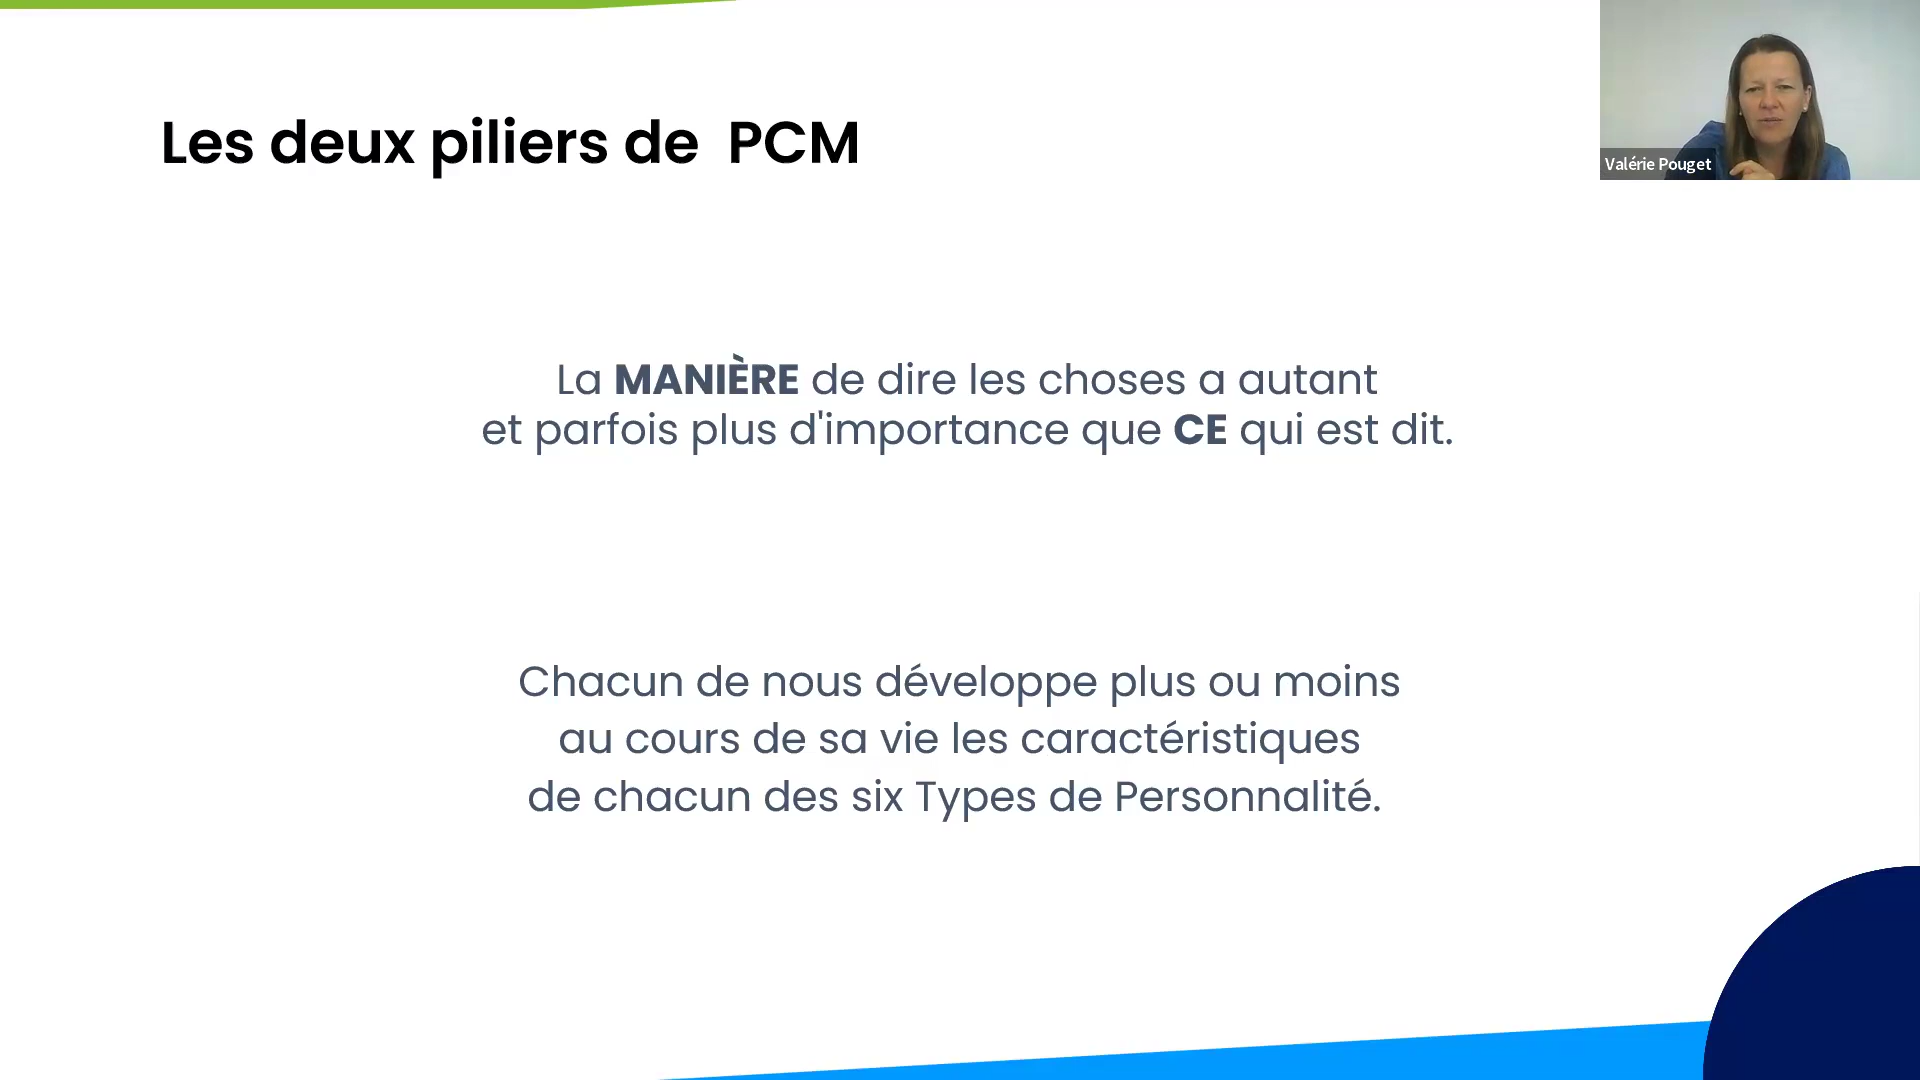 Les deux piliers de  PCM
Valérie Pouget
La MANIÈRE de dire les choses a autant
et parfois plus d'importance que CE qui est dit.
Chacun de nous développe plus ou moins
au cours de sa vie les caractéristiques
de chacun des six Types de Personnalité.